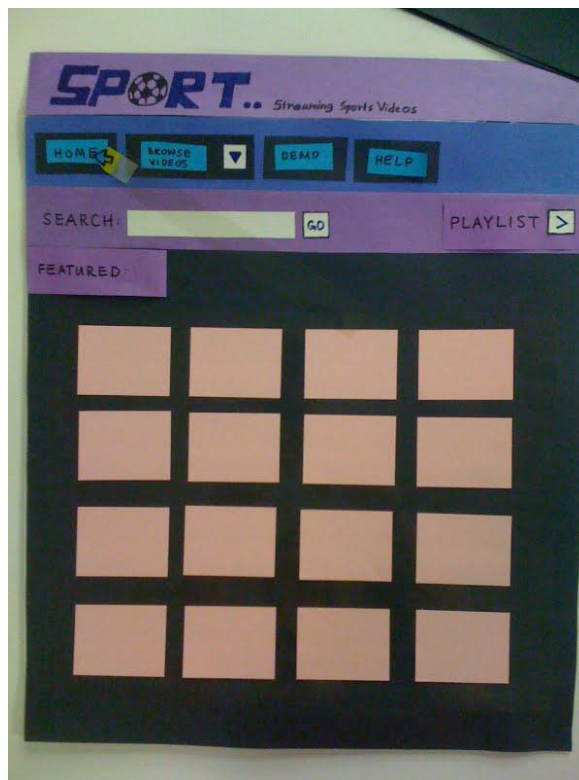 SPORT.. Streaming Sports Videos
HOME BROWSE VIDEOS ▼ DEMO HELP
SEARCH: GO PLAYLIST >
FEATURED: